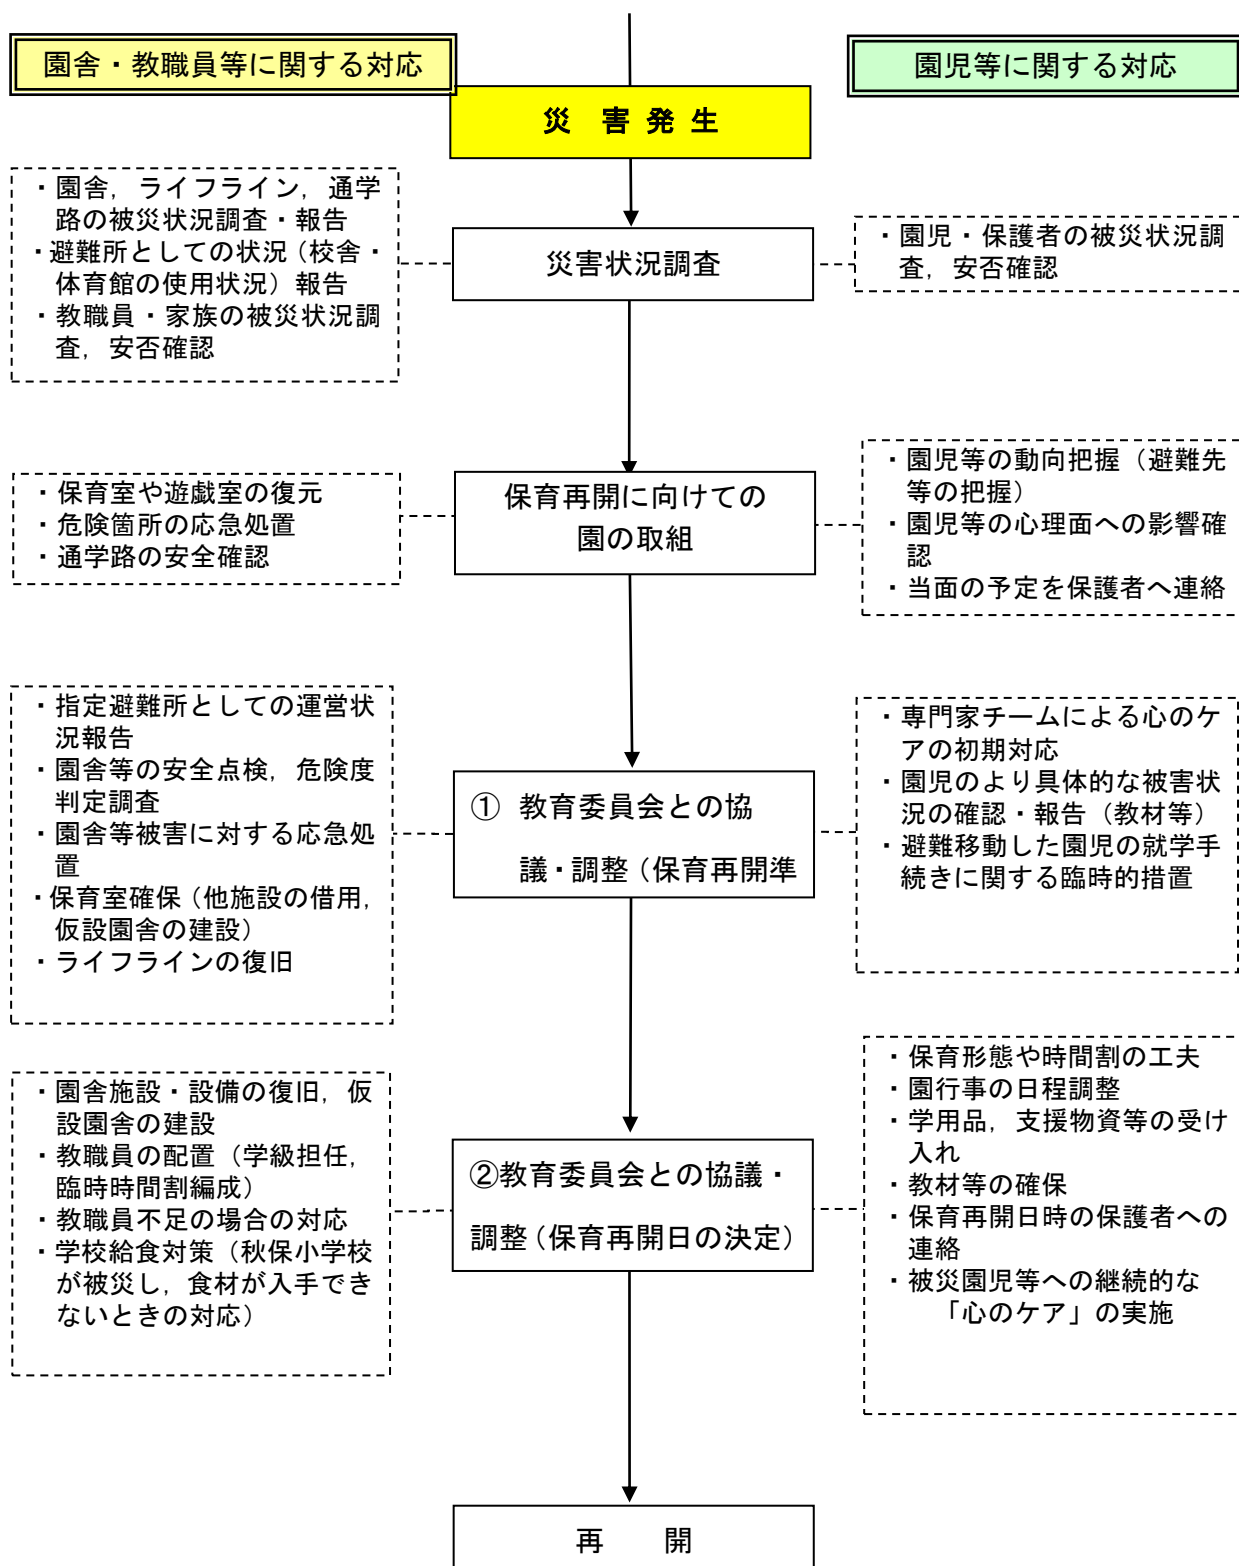 園舎・教職員等に関する対応
園児等に関する対応
災 害 発 生
・園舎，ライフライン，通学
路の被災状況調査・報告
・避難所としての状況（校舎・
体育館の使用状況）報告
・教職員・家族の被災状況調
査，安否確認
災害状況調査
・園児・保護者の被災状況調
査，安否確認
・保育室や遊戯室の復元
・危険箇所の応急処置
・通学路の安全確認
保育再開に向けての
園の取組
・園児等の動向把握（避難先
等の把握）
・園児等の心理面への影響確
認
・当面の予定を保護者へ連絡
・指定避難所としての運営状
況報告
・園舎等の安全点検，危険度
判定調査
・園舎等被害に対する応急処
置
・保育室確保（他施設の借用，
仮設園舎の建設）
・ライフラインの復旧
① 教育委員会との協
議・調整（保育再開準
・専門家チームによる心のケ
アの初期対応
・園児のより具体的な被害状
況の確認・報告（教材等）
・避難移動した園児の就学手
続きに関する臨時的措置
・園舎施設・設備の復旧，仮
設園舎の建設
・教職員の配置（学級担任，
臨時時間割編成）
・教職員不足の場合の対応
・学校給食対策（秋保小学校
が被災し，食材が入手でき
ないときの対応）
②教育委員会との協議・
調整（保育再開日の決定）
・保育形態や時間割の工夫
・園行事の日程調整
・学用品，支援物資等の受け
入れ
・教材等の確保
・保育再開日時の保護者への
連絡
・被災園児等への継続的な
「心のケア」の実施
再 開